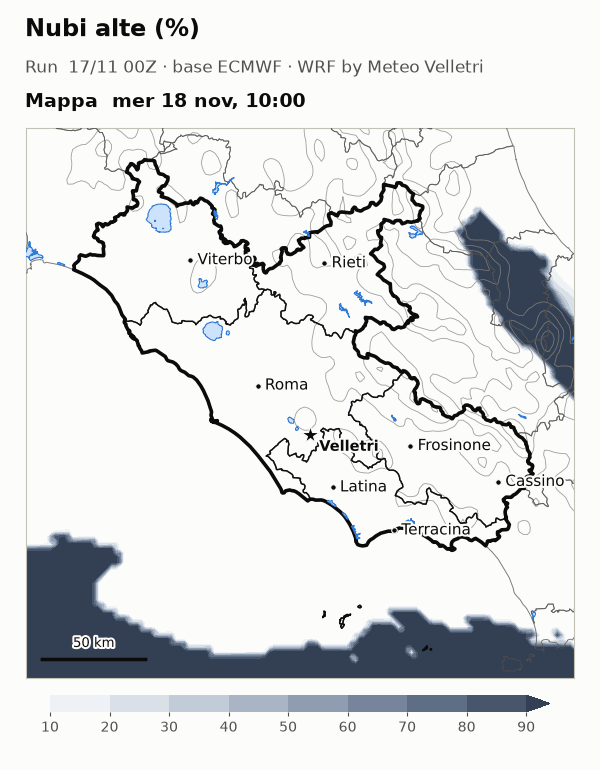 Nubi alte (%)
Run  17/11 00Z · base ECMWF · WRF by Meteo Velletri
Mappa  mer 18 nov, 10:00
Viterbo
Rieti
Roma
Velletri
Frosinone
Latina
Cassino
Terracina
50 km
10 20 30 40 50 60 70 80 90